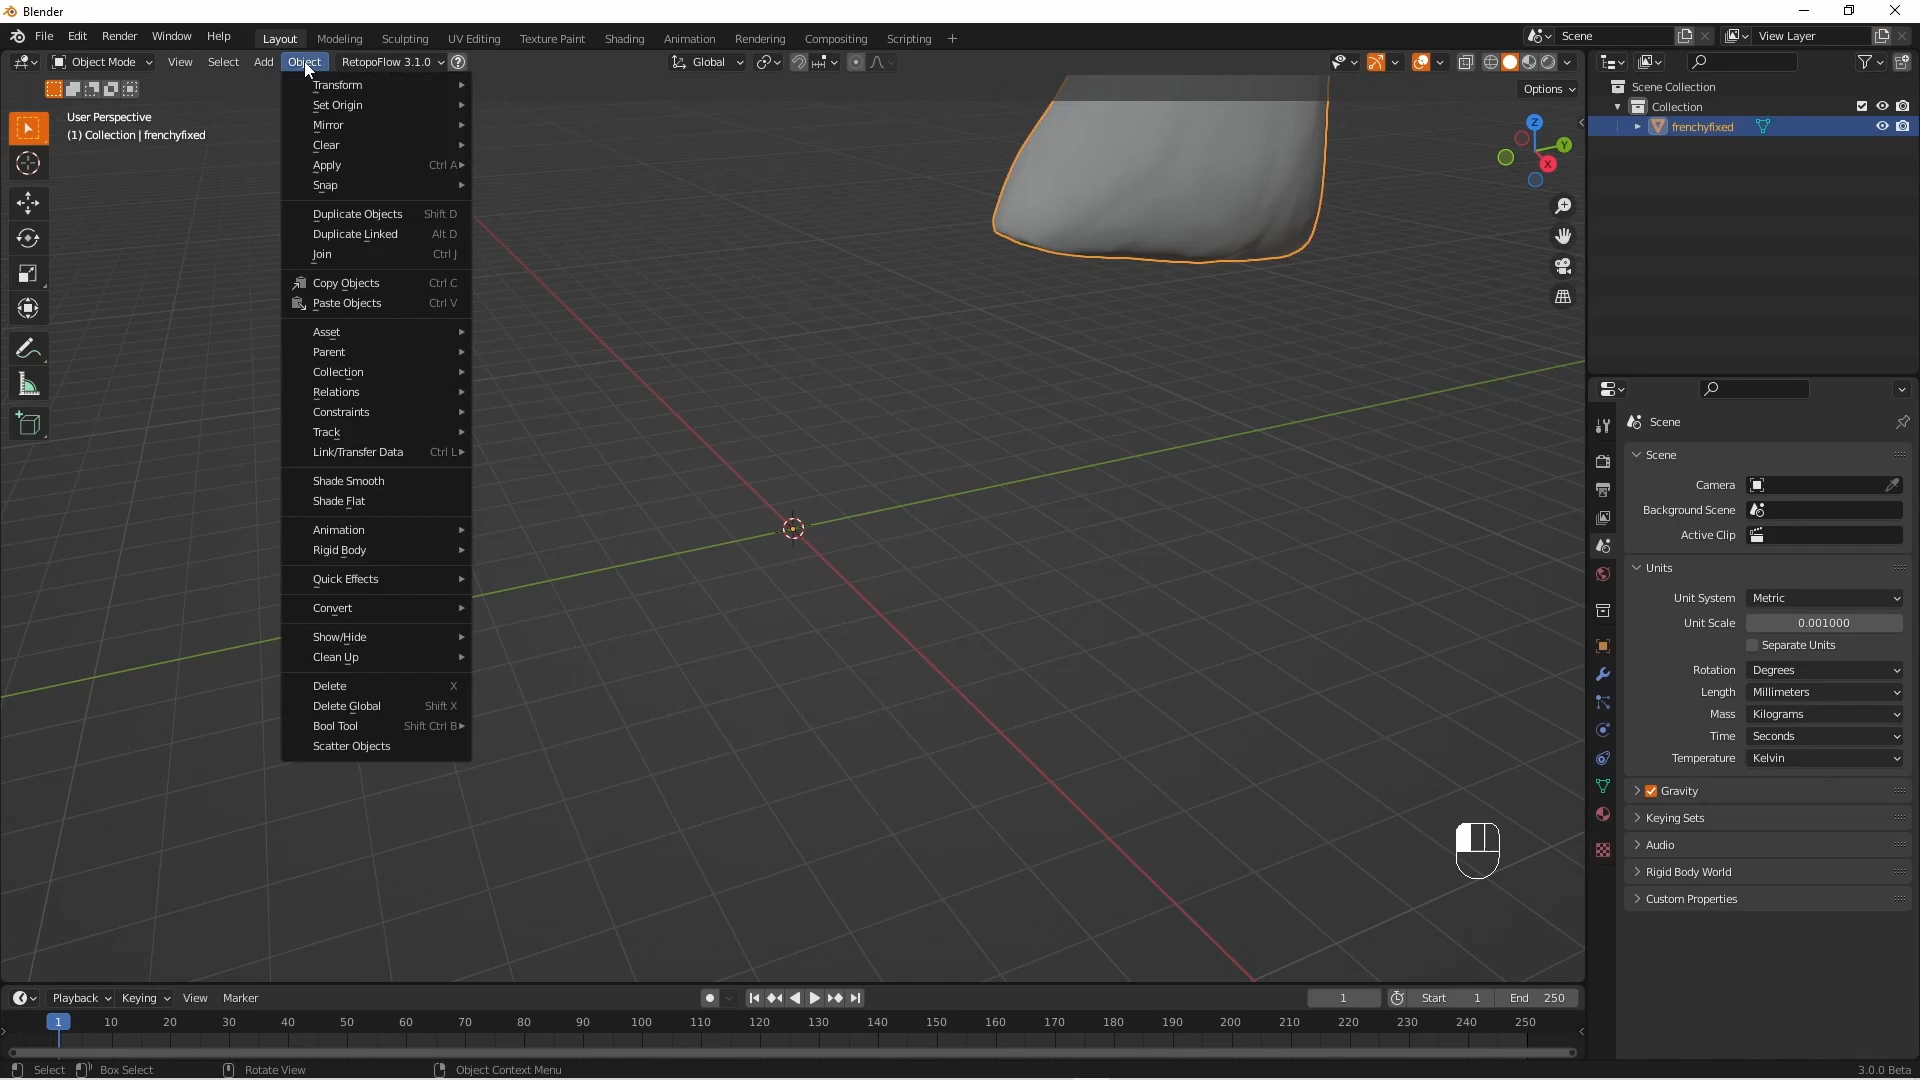 Blender
File Edit Render Window Help
Layout Modeling Sculpting UV Editing Texture Paint Shading Animation Rendering Compositing Scripting +
Scene
View Layer
Object Mode View Select Add Object RetopoFlow 3.1.0
Global
Options
User Perspective
(1) Collection | frenchyfixed
Transform
Set Origin
Mirror
Clear
Apply Ctrl A
Snap
Duplicate Objects Shift D
Duplicate Linked Alt D
Join Ctrl J
Copy Objects Ctrl C
Paste Objects Ctrl V
Asset
Parent
Collection
Relations
Constraints
Track
Link/Transfer Data Ctrl L
Shade Smooth
Shade Flat
Animation
Rigid Body
Quick Effects
Convert
Show/Hide
Clean Up
Delete X
Delete Global Shift X
Bool Tool Shift Ctrl B
Scatter Objects
Z
Y
X
Scene Collection
Collection
frenchyfixed
Scene
Scene
Camera
Background Scene
Active Clip
Units
Unit System Metric
Unit Scale 0.001000
Separate Units
Rotation Degrees
Length Millimeters
Mass Kilograms
Time Seconds
Temperature Kelvin
Gravity
Keying Sets
Audio
Rigid Body World
Custom Properties
Playback Keying View Marker
1 Start 1 End 250
1 10 20 30 40 50 60 70 80 90 100 110 120 130 140 150 160 170 180 190 200 210 220 230 240 250
Select Box Select Rotate View Object Context Menu
3.0.0 Beta